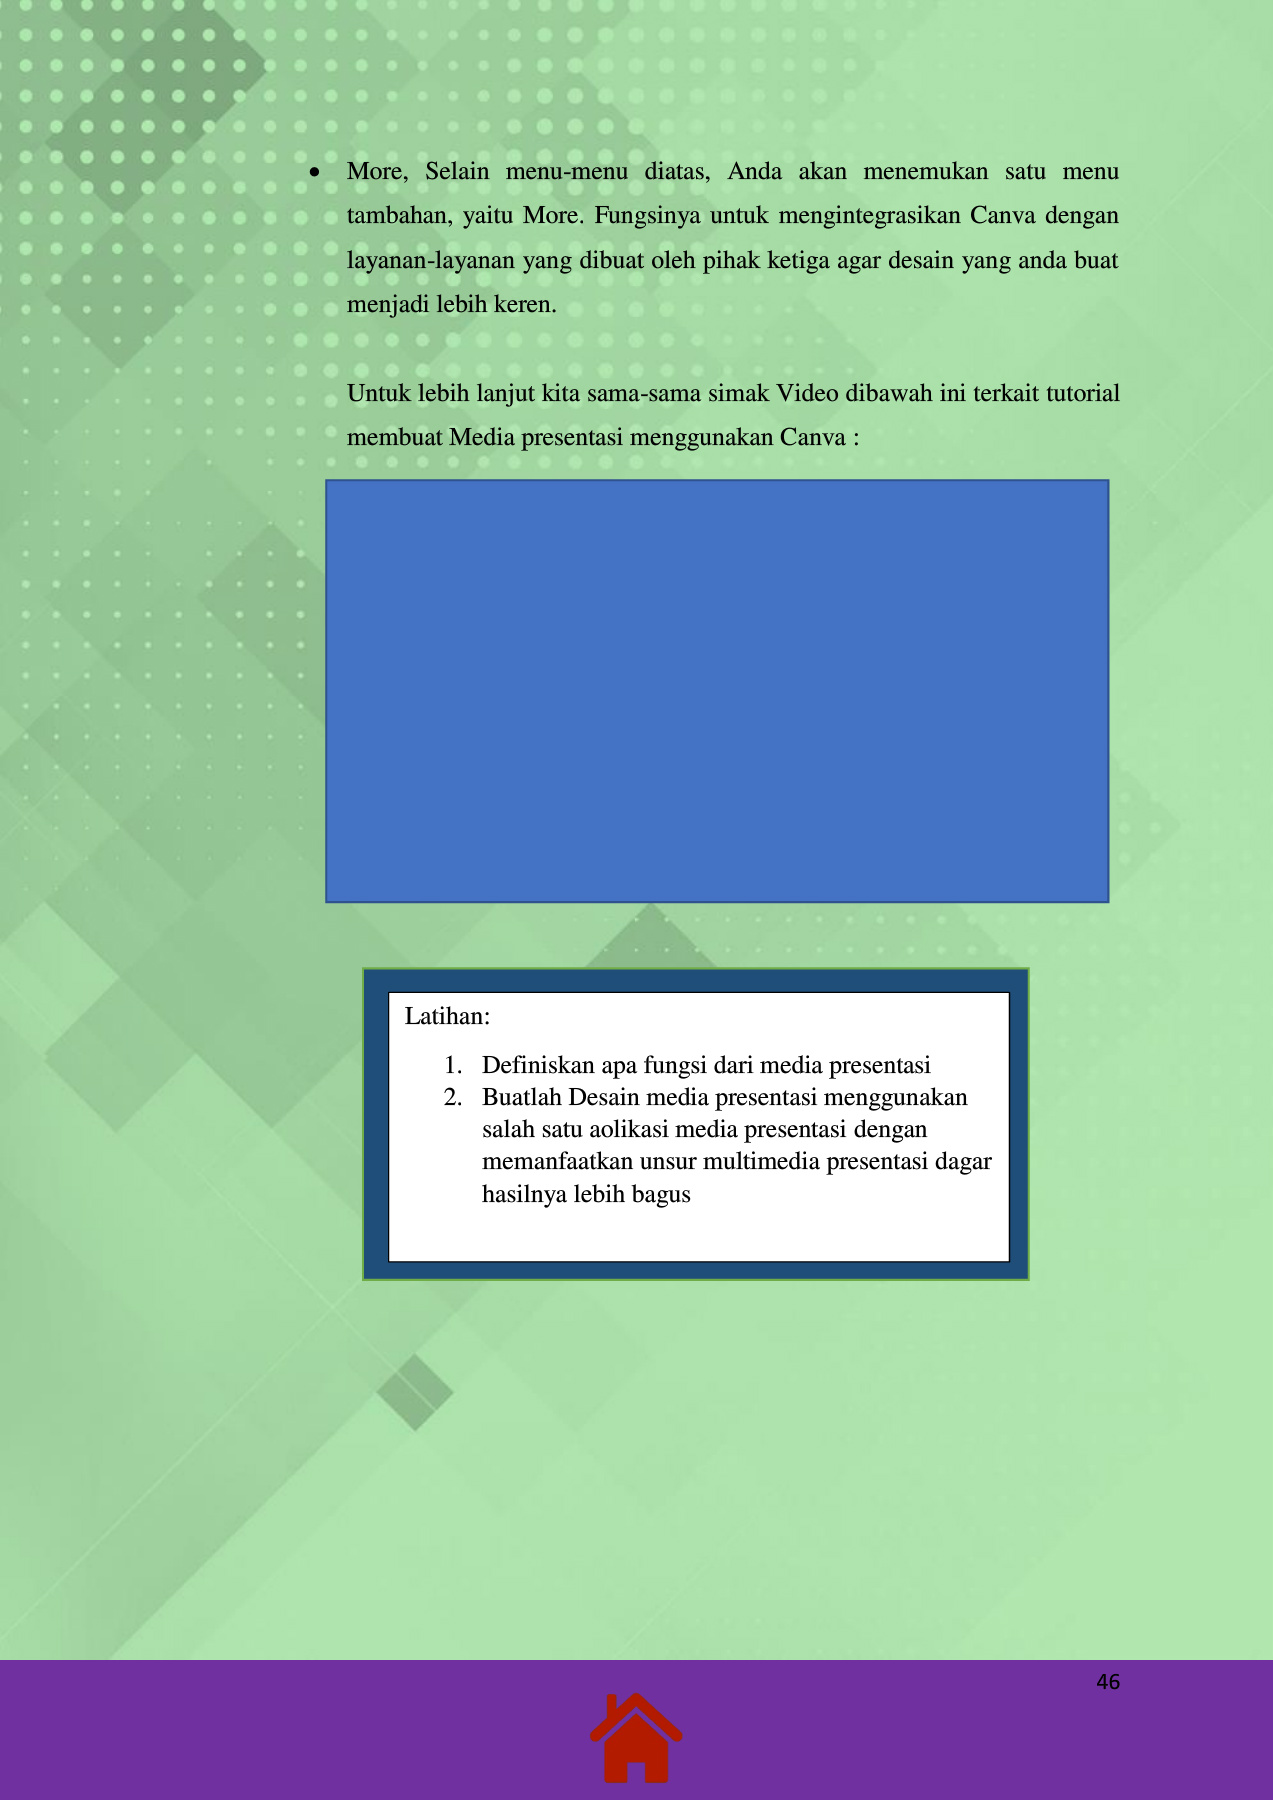 • More, Selain menu-menu diatas, Anda akan menemukan satu menu
tambahan, yaitu More. Fungsinya untuk mengintegrasikan Canva dengan
layanan-layanan yang dibuat oleh pihak ketiga agar desain yang anda buat
menjadi lebih keren.
Untuk lebih lanjut kita sama-sama simak Video dibawah ini terkait tutorial
membuat Media presentasi menggunakan Canva :
Latihan:
1. Definiskan apa fungsi dari media presentasi
2. Buatlah Desain media presentasi menggunakan
salah satu aolikasi media presentasi dengan
memanfaatkan unsur multimedia presentasi dagar
hasilnya lebih bagus
46